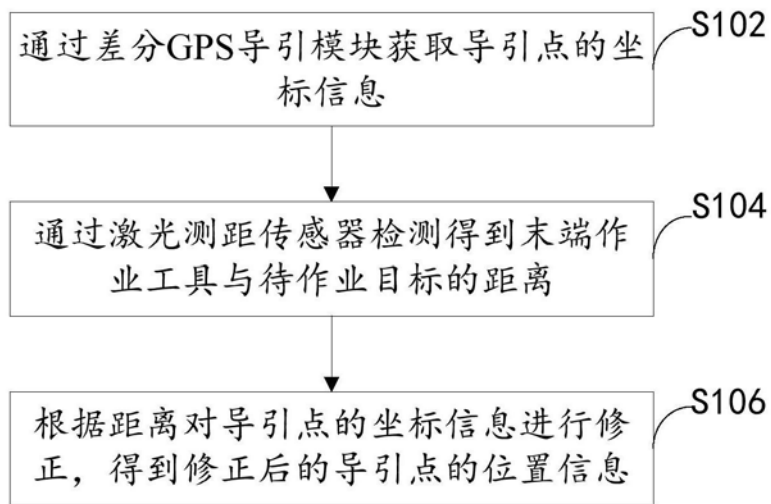 通过差分GPS导引模块获取导引点的坐
标信息
S102
通过激光测距传感器检测得到末端作
业工具与待作业目标的距离
S104
根据距离对导引点的坐标信息进行修
正，得到修正后的导引点的位置信息
S106